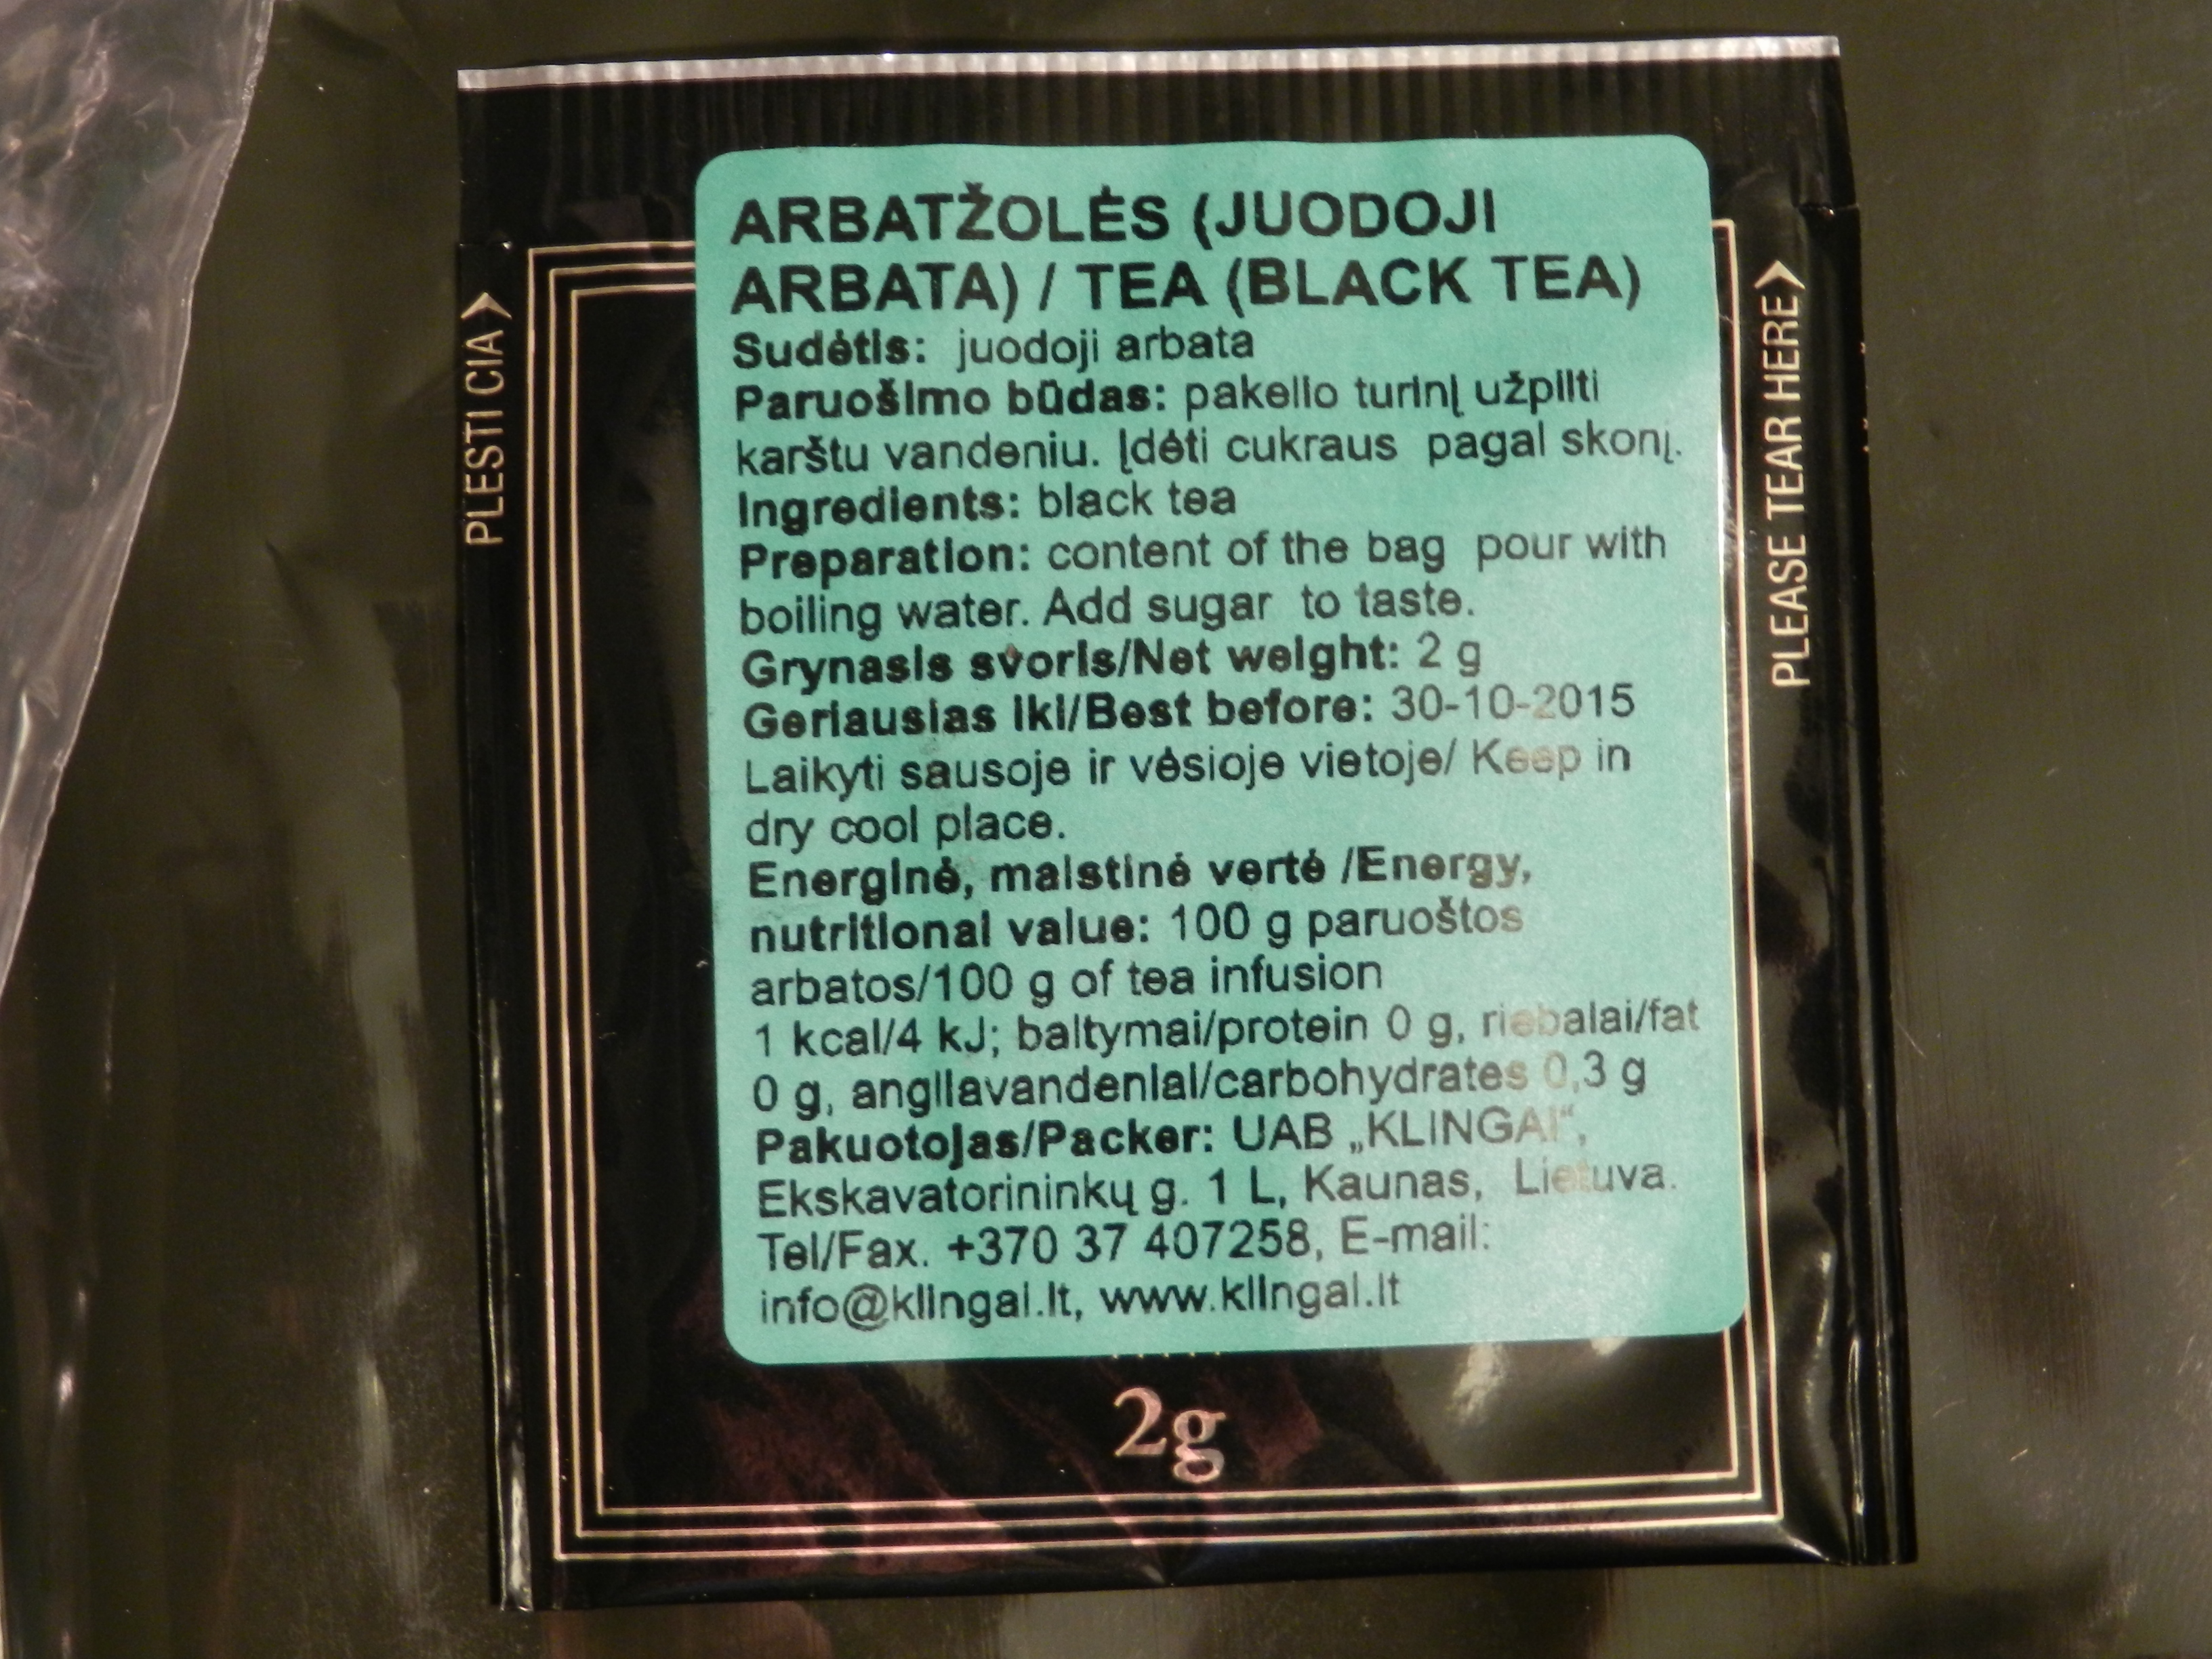 ARBATŽOLĖS (JUODOJI
ARBATA) / TEA (BLACK TEA)
Sudėtis: juodoji arbata
Paruošimo būdas: pakelio turinį užpilti
karštu vandeniu. Įdėti cukraus pagal skonį.
Ingredients: black tea
Preparation: content of the bag pour with
boiling water. Add sugar to taste.
Grynasis svoris/Net weight: 2 g
Geriausias iki/Best before: 30-10-2015
Laikyti sausoje ir vėsioje vietoje/ Keep in
dry cool place.
Energinė, maistinė vertė /Energy,
nutritional value: 100 g paruoštos
arbatos/100 g of tea infusion
1 kcal/4 kJ; baltymai/protein 0 g, riebalai/fat
0 g, angliavandeniai/carbohydrates 0,3 g
Pakuotojas/Packer: UAB „KLINGAI“,
Ekskavatorininkų g. 1 L, Kaunas, Lietuva.
Tel/Fax. +370 37 407258, E-mail:
info@klingai.lt, www.klingai.lt
2g
PLESTI CIA
PLEASE TEAR HERE